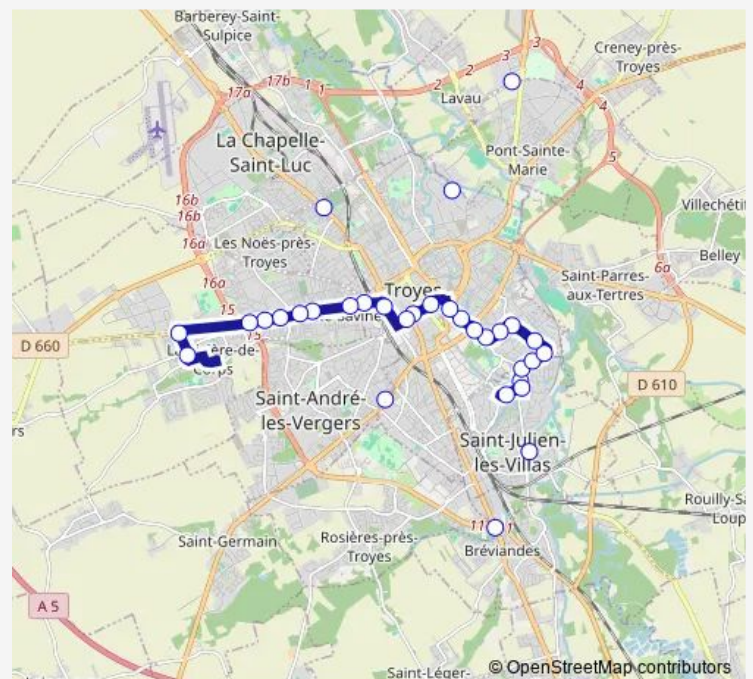 Barberey-Saint-
Sulpice
Creney-près-
Troyes
3
3
2
2
4
4
17b
1
1
17a
Lavau
La Chapelle-
Saint-Luc
Pont-Sainte-
Marie
5
16b
16b
Villechétif
16a
Les Noës-près-
Troyes
Belley
6a
Saint-Parres-
aux-Tertres
16a
Troyes
15
15
D 660
D 610
Saint-André-
les-Vergers
Saint-Julien-
les-Villas
Rouilly-Sa
Loup
11
1
Saint-Germain
Rosières-près-
Troyes
Bréviandes
A 5
Saint-Léger-
© OpenStreetMap contributors